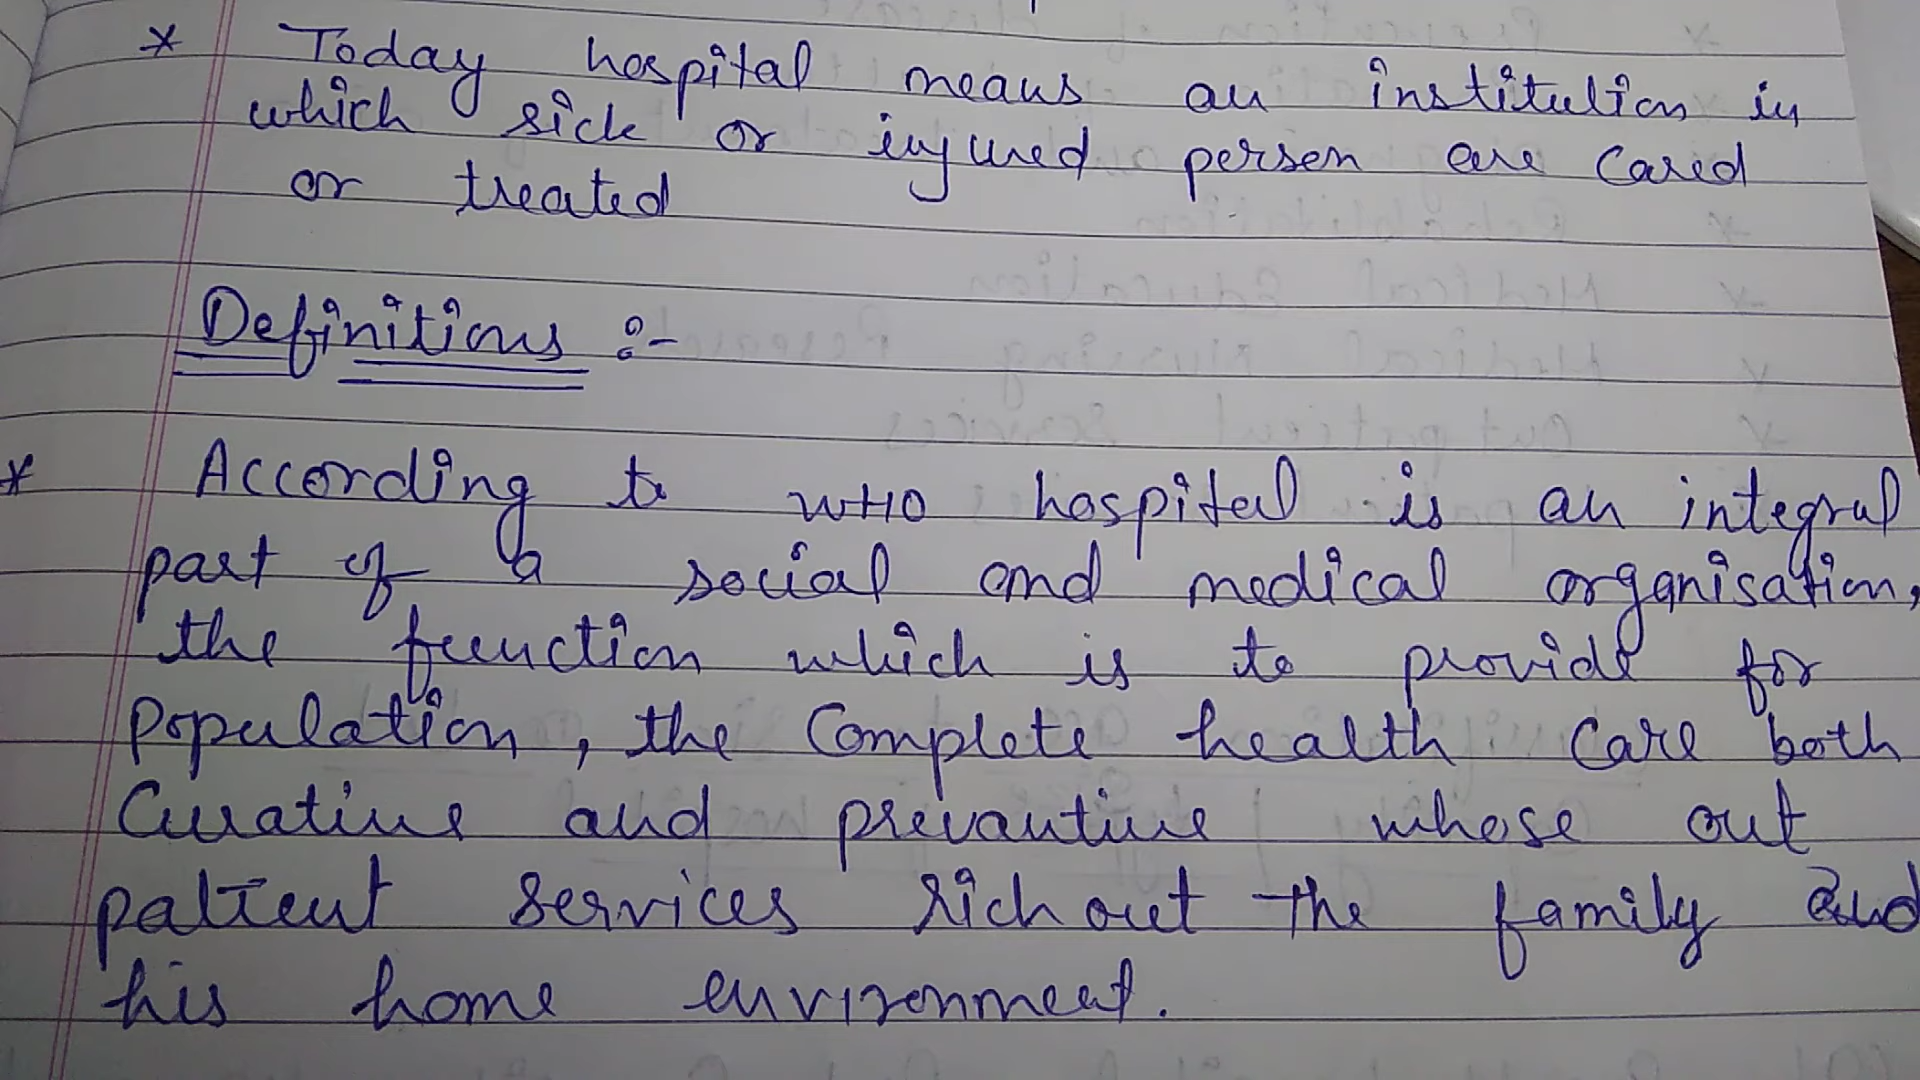 * Today hospital means an institution in
which sick or injured person are cared
or treated
Definitions :-
* According to WHO hospital is an integral
part of a social and medical organisation,
the function which is to provide for
Population, the Complete health Care both
Curative and prevantive whose out
patient services rich out the family and
his home environment.